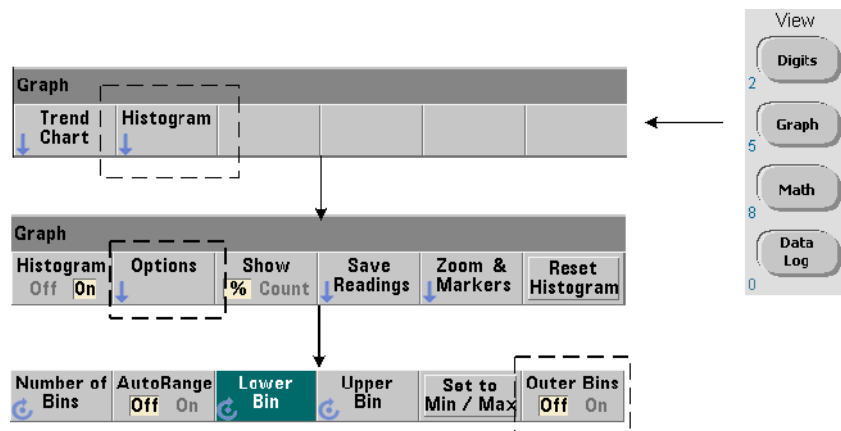 View
Digits
2
Graph
5
Math
8
Data
Log
0
Graph
Trend
Chart
Histogram
Graph
Histogram
Off On
Options
Show
% Count
Save
Readings
Zoom &
Markers
Reset
Histogram
Number of
Bins
AutoRange
Off On
Lower
Bin
Upper
Bin
Set to
Min / Max
Outer Bins
Off On